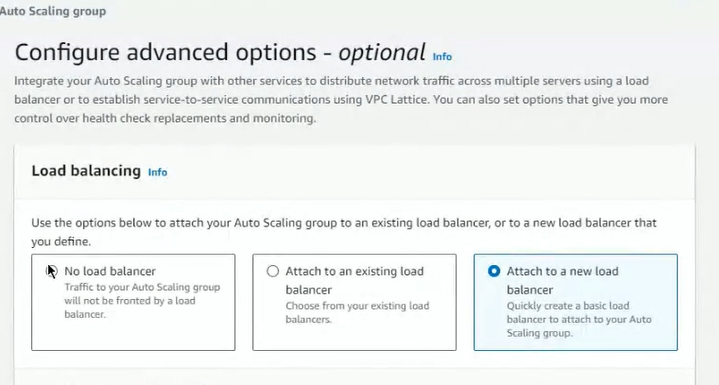 Auto Scaling group
Configure advanced options - optional Info
Integrate your Auto Scaling group with other services to distribute network traffic across multiple servers using a load
balancer or to establish service-to-service communications using VPC Lattice. You can also set options that give you more
control over health check replacements and monitoring.
Load balancing Info
Use the options below to attach your Auto Scaling group to an existing load balancer, or to a new load balancer that
you define.
No load balancer
Traffic to your Auto Scaling group
will not be fronted by a load
balancer.
Attach to an existing load
balancer
Choose from your existing load
balancers.
Attach to a new load
balancer
Quickly create a basic load
balancer to attach to your Auto
Scaling group.